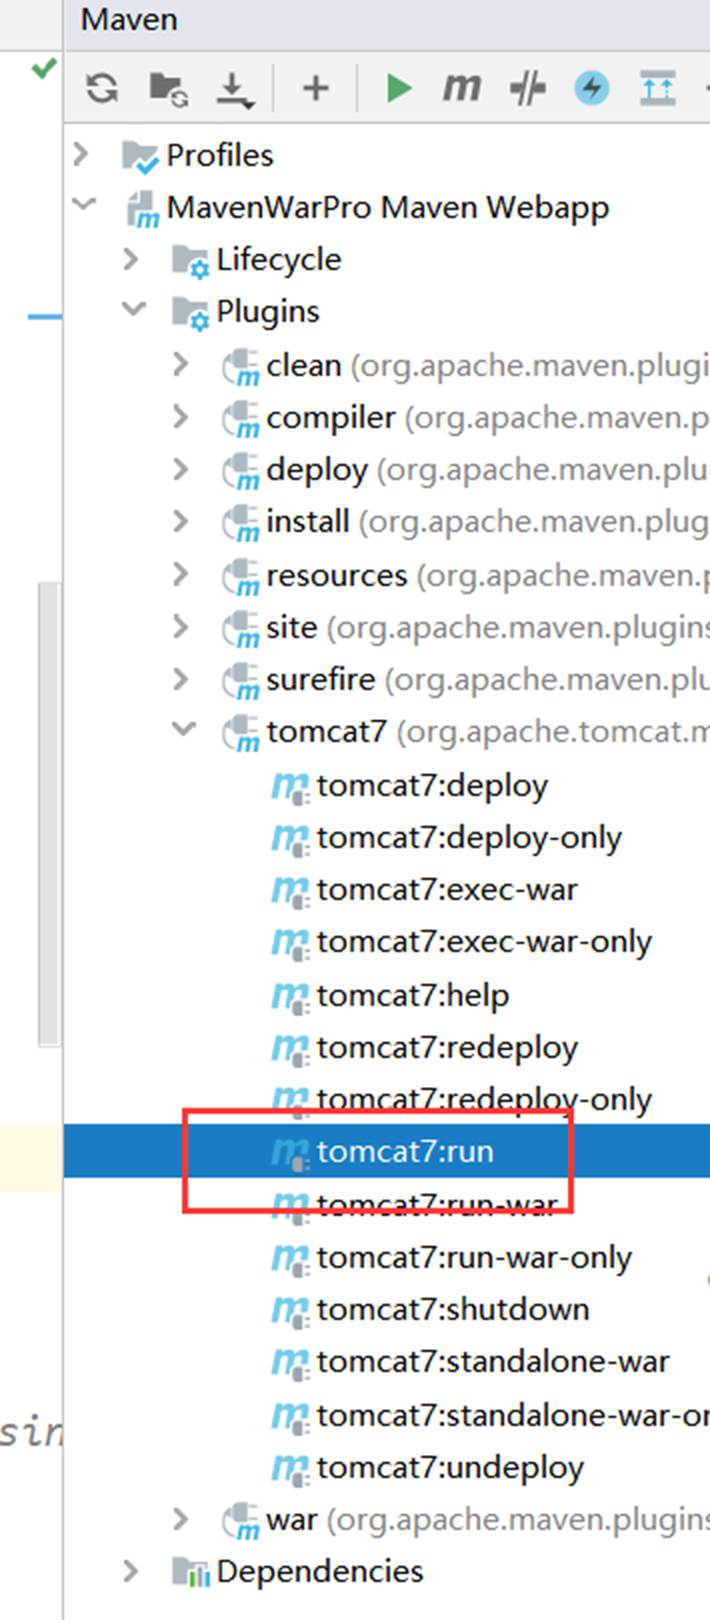 Maven
Profiles
MavenWarPro Maven Webapp
Lifecycle
Plugins
clean (org.apache.maven.plugi
compiler (org.apache.maven.p
deploy (org.apache.maven.plu
install (org.apache.maven.plug
resources (org.apache.maven.p
site (org.apache.maven.plugins
surefire (org.apache.maven.plu
tomcat7 (org.apache.tomcat.m
tomcat7:deploy
tomcat7:deploy-only
tomcat7:exec-war
tomcat7:exec-war-only
tomcat7:help
tomcat7:redeploy
tomcat7:redeploy-only
tomcat7:run
tomcat7:run-war
tomcat7:run-war-only
tomcat7:shutdown
tomcat7:standalone-war
sin
tomcat7:standalone-war-or
tomcat7:undeploy
war (org.apache.maven.plugins
Dependencies